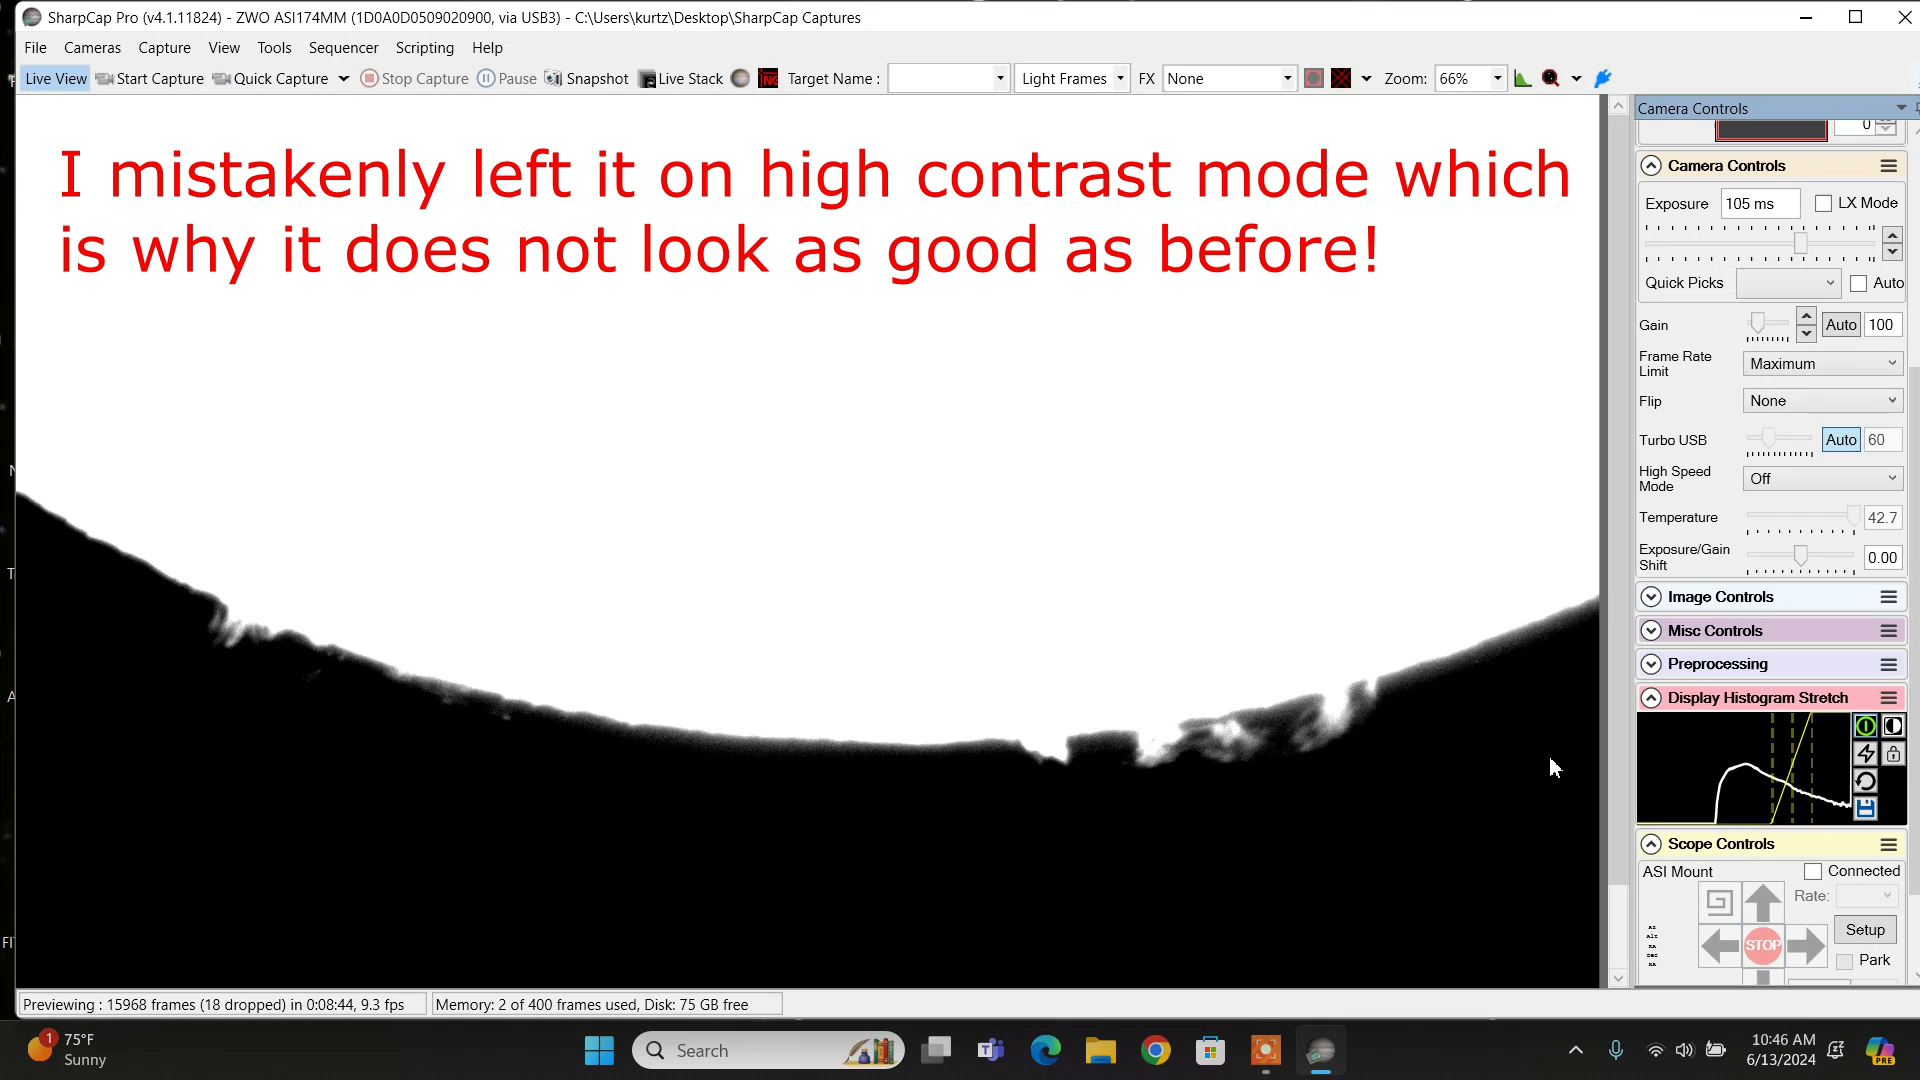 SharpCap Pro (v4.1.11824) - ZWO ASI174MM (1D0A0D0509020900, via USB3) - C:\Users\kurtz\Desktop\SharpCap Captures
File Cameras Capture View Tools Sequencer Scripting Help
Live View Start Capture Quick Capture Stop Capture Pause Snapshot Live Stack Target Name : Light Frames FX None Zoom: 66%
Camera Controls
0
I mistakenly left it on high contrast mode which
is why it does not look as good as before!
Camera Controls
Exposure 105 ms LX Mode
Quick Picks Auto
Gain Auto 100
Frame Rate
Limit
Maximum
Flip None
Turbo USB Auto 60
High Speed
Mode
Off
Temperature 42.7
Exposure/Gain
Shift
0.00
Image Controls
Misc Controls
Preprocessing
Display Histogram Stretch
Scope Controls
ASI Mount Connected
Rate:
Setup
STOP
Park
Previewing : 15968 frames (18 dropped) in 0:08:44, 9.3 fps Memory: 2 of 400 frames used, Disk: 75 GB free
1
75°F
Sunny
Search
10:46 AM
6/13/2024
PRE